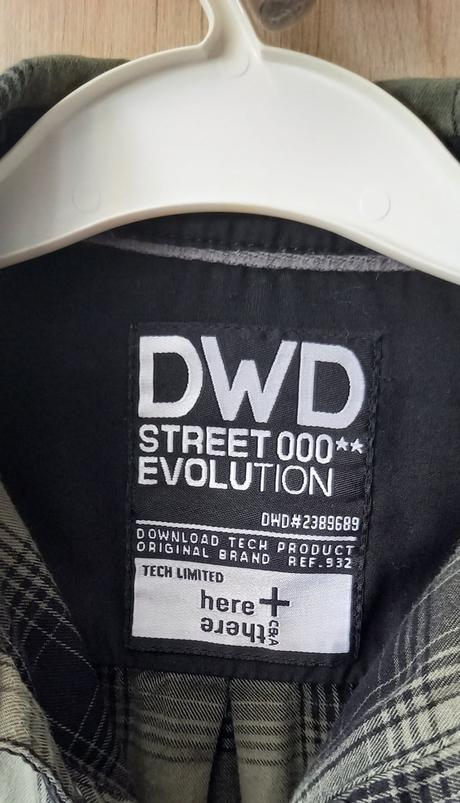 DWD
STREET 000**
EVOLUTION
DWD#2389689
DOWNLOAD TECH PRODUCT
ORIGINAL BRAND REF.932
TECH LIMITED
here +
there C&A